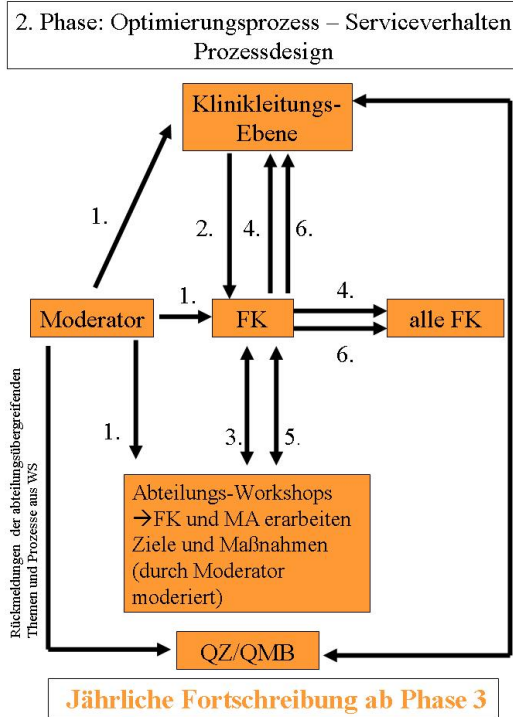 2. Phase: Optimierungsprozess – Serviceverhalten
Prozessdesign
Klinikleitungs-
Ebene
1.
2.
4.
6.
Moderator
1.
FK
4.
alle FK
6.
1.
3.
5.
Rückmeldungen der abteilungsübergreifenden
Themen und Prozesse aus WS
Abteilungs-Workshops
→FK und MA erarbeiten
Ziele und Maßnahmen
(durch Moderator
moderiert)
QZ/QMB
Jährliche Fortschreibung ab Phase 3